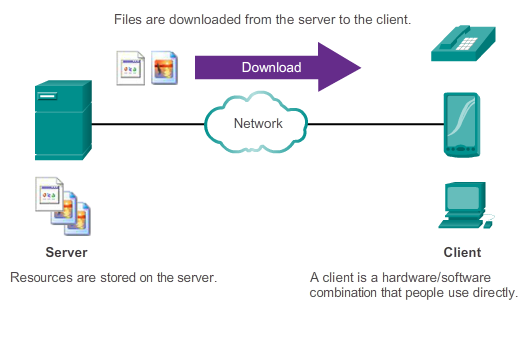 Files are downloaded from the server to the client.
Download
Network
Server
Client
Resources are stored on the server.
A client is a hardware/software
combination that people use directly.